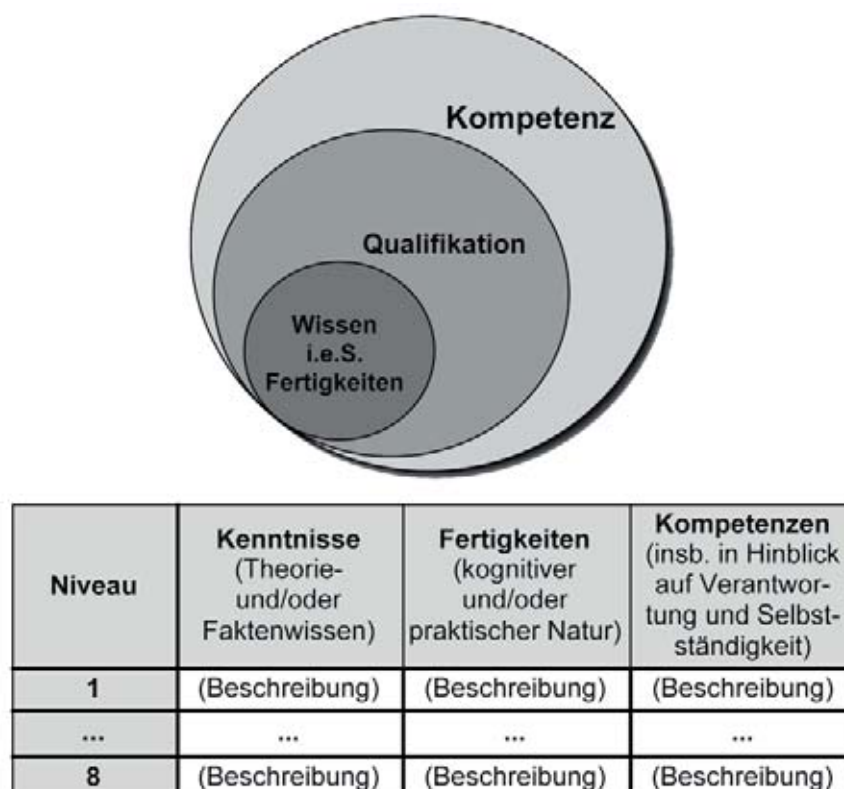 Kompetenz
Qualifikation
Wissen
i.e.S.
Fertigkeiten
Niveau
Kenntnisse
(Theorie-
und/oder
Faktenwissen)
Fertigkeiten
(kognitiver
und/oder
praktischer Natur)
Kompetenzen
(insb. in Hinblick
auf Verantwor-
tung und Selbst-
ständigkeit)
1 (Beschreibung) (Beschreibung) (Beschreibung)
... ... ... ...
8 (Beschreibung) (Beschreibung) (Beschreibung)